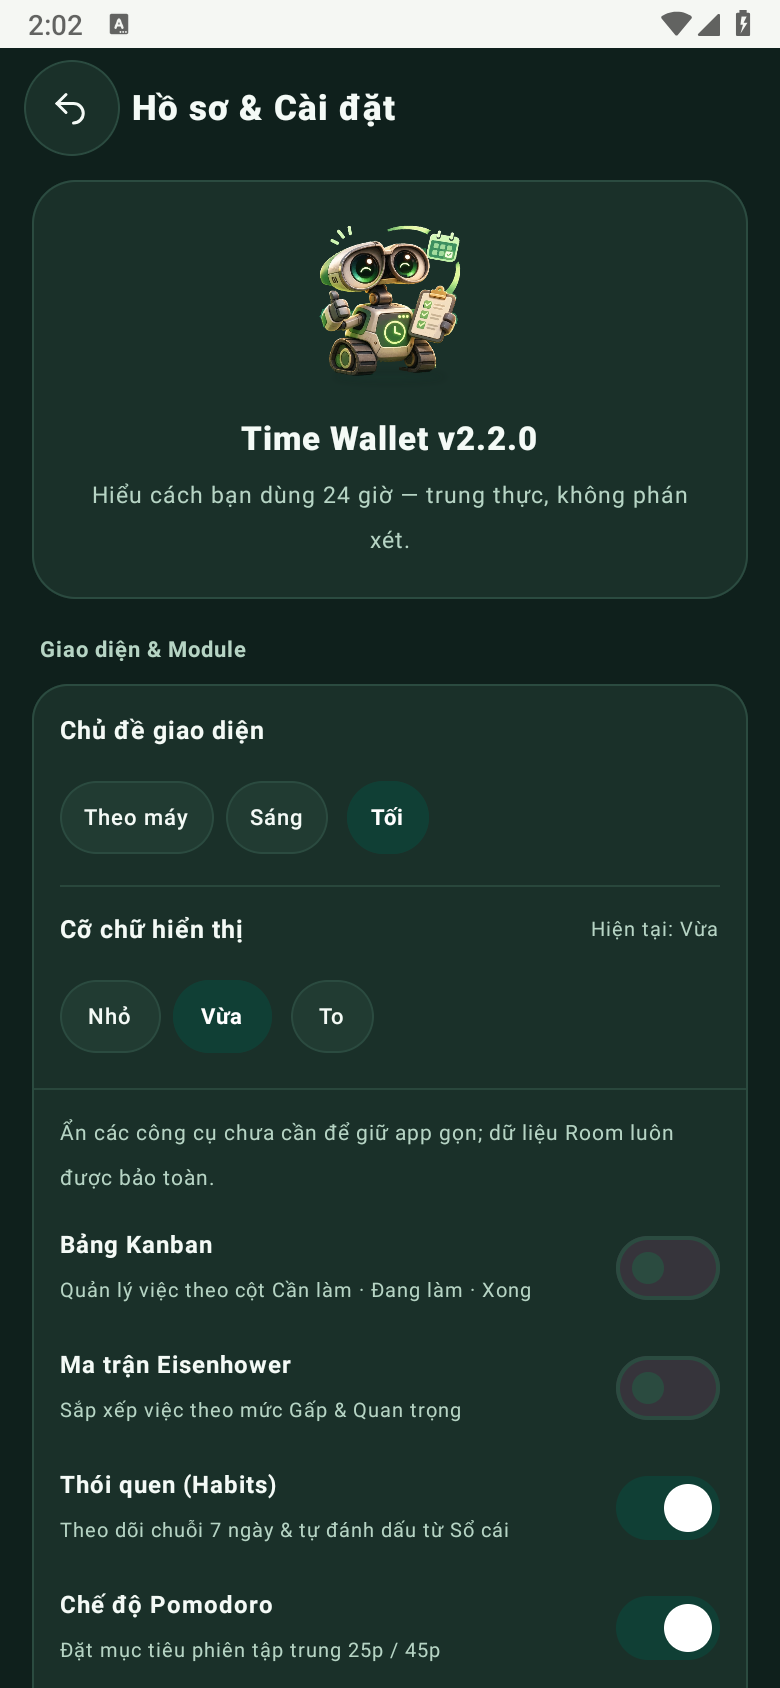 2:02
A
Hồ sơ & Cài đặt
Time Wallet v2.2.0
Hiểu cách bạn dùng 24 giờ — trung thực, không phán
xét.
Giao diện & Module
Chủ đề giao diện
Theo máy
Sáng
Tối
Cỡ chữ hiển thị
Hiện tại: Vừa
Nhỏ
Vừa
To
Ẩn các công cụ chưa cần để giữ app gọn; dữ liệu Room luôn
được bảo toàn.
Bảng Kanban
Quản lý việc theo cột Cần làm · Đang làm · Xong
Ma trận Eisenhower
Sắp xếp việc theo mức Gấp & Quan trọng
Thói quen (Habits)
Theo dõi chuỗi 7 ngày & tự đánh dấu từ Sổ cái
Chế độ Pomodoro
Đặt mục tiêu phiên tập trung 25p / 45p